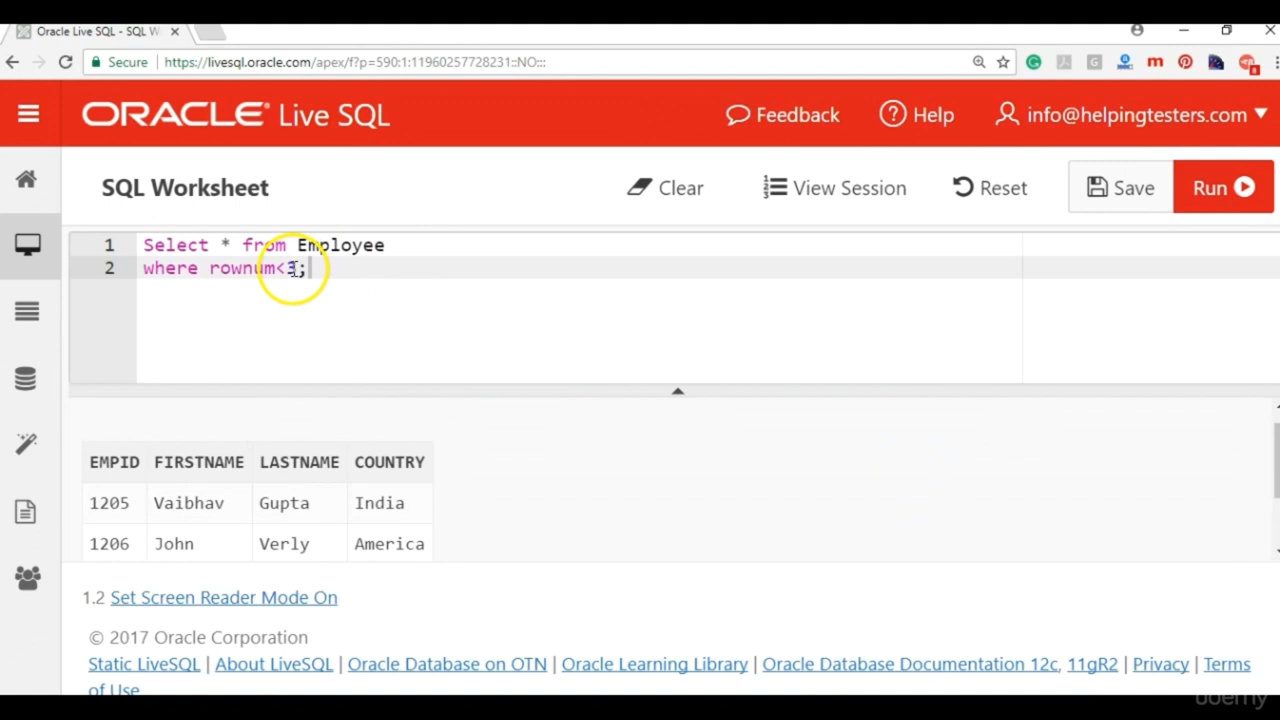 Oracle Live SQL - SQL W
Secure | https://livesql.oracle.com/apex/f?p=590:1:11960257728231::NO:::
ORACLE Live SQL
Feedback
Help
info@helpingtesters.com
SQL Worksheet
Clear
View Session
Reset
Save
Run
1 Select * from Employee
2 where rownum<3;
EMPID FIRSTNAME LASTNAME COUNTRY
1205 Vaibhav Gupta India
1206 John Verly America
1.2 Set Screen Reader Mode On
© 2017 Oracle Corporation
Static LiveSQL | About LiveSQL | Oracle Database on OTN | Oracle Learning Library | Oracle Database Documentation 12c, 11gR2 | Privacy | Terms
of Use
udemy